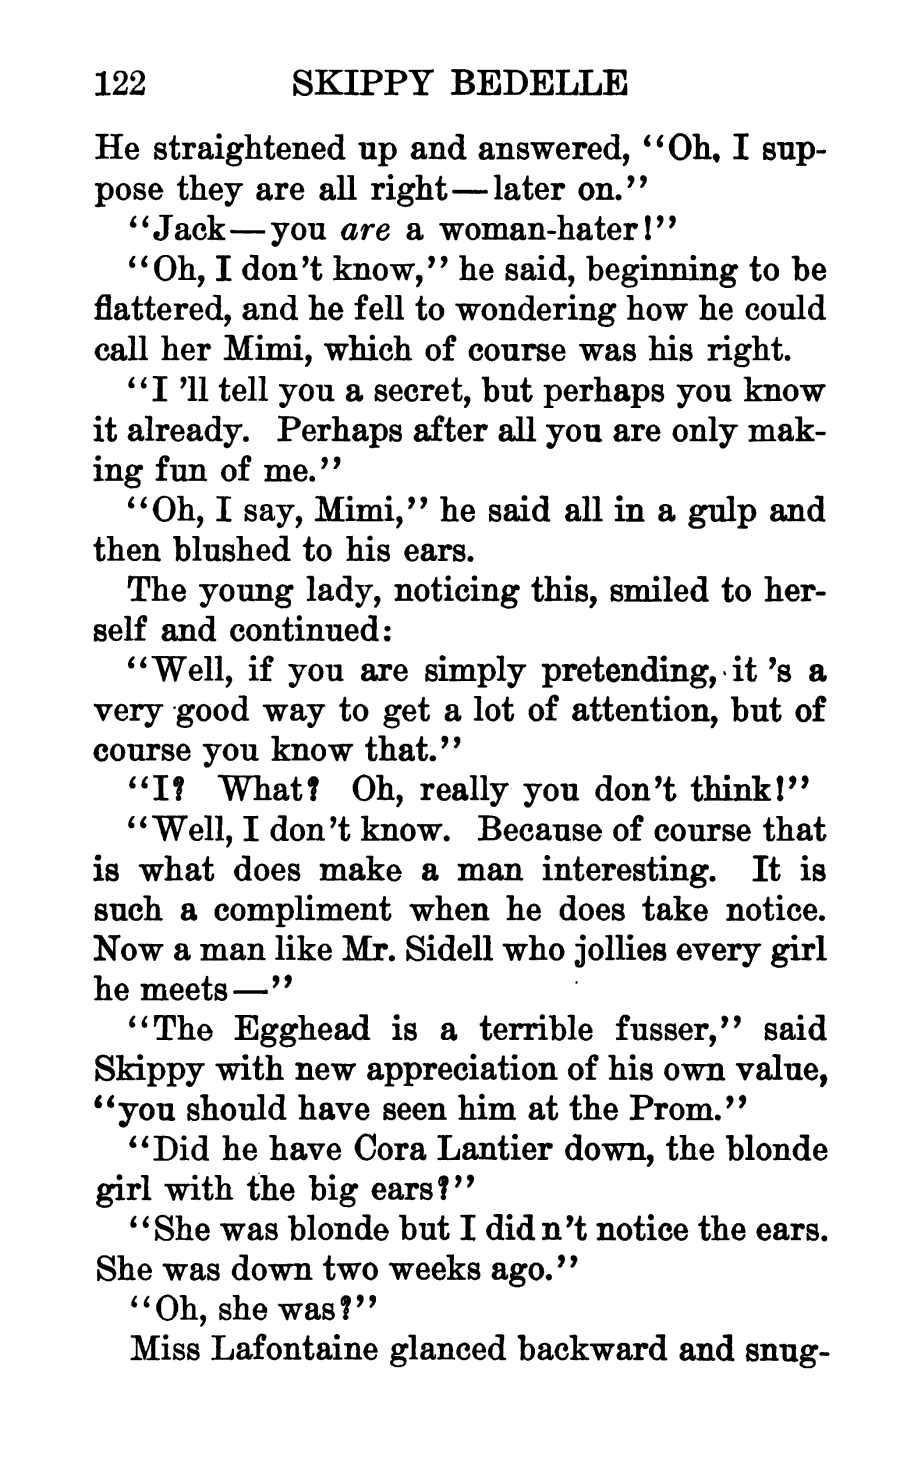 122 SKIPPY BEDELLE
He straightened up and answered, "Oh, I sup-
pose they are all right—later on."
"Jack—you are a woman-hater!"
"Oh, I don't know," he said, beginning to be
flattered, and he fell to wondering how he could
call her Mimi, which of course was his right.
"I 'll tell you a secret, but perhaps you know
it already. Perhaps after all you are only mak-
ing fun of me."
"Oh, I say, Mimi," he said all in a gulp and
then blushed to his ears.
The young lady, noticing this, smiled to her-
self and continued:
"Well, if you are simply pretending, it 's a
very good way to get a lot of attention, but of
course you know that."
"I? What? Oh, really you don't think!"
"Well, I don't know. Because of course that
is what does make a man interesting. It is
such a compliment when he does take notice.
Now a man like Mr. Sidell who jollies every girl
he meets—"
"The Egghead is a terrible fusser," said
Skippy with new appreciation of his own value,
"you should have seen him at the Prom."
"Did he have Cora Lantier down, the blonde
girl with the big ears?"
"She was blonde but I did n't notice the ears.
She was down two weeks ago."
"Oh, she was?"
Miss Lafontaine glanced backward and snug-